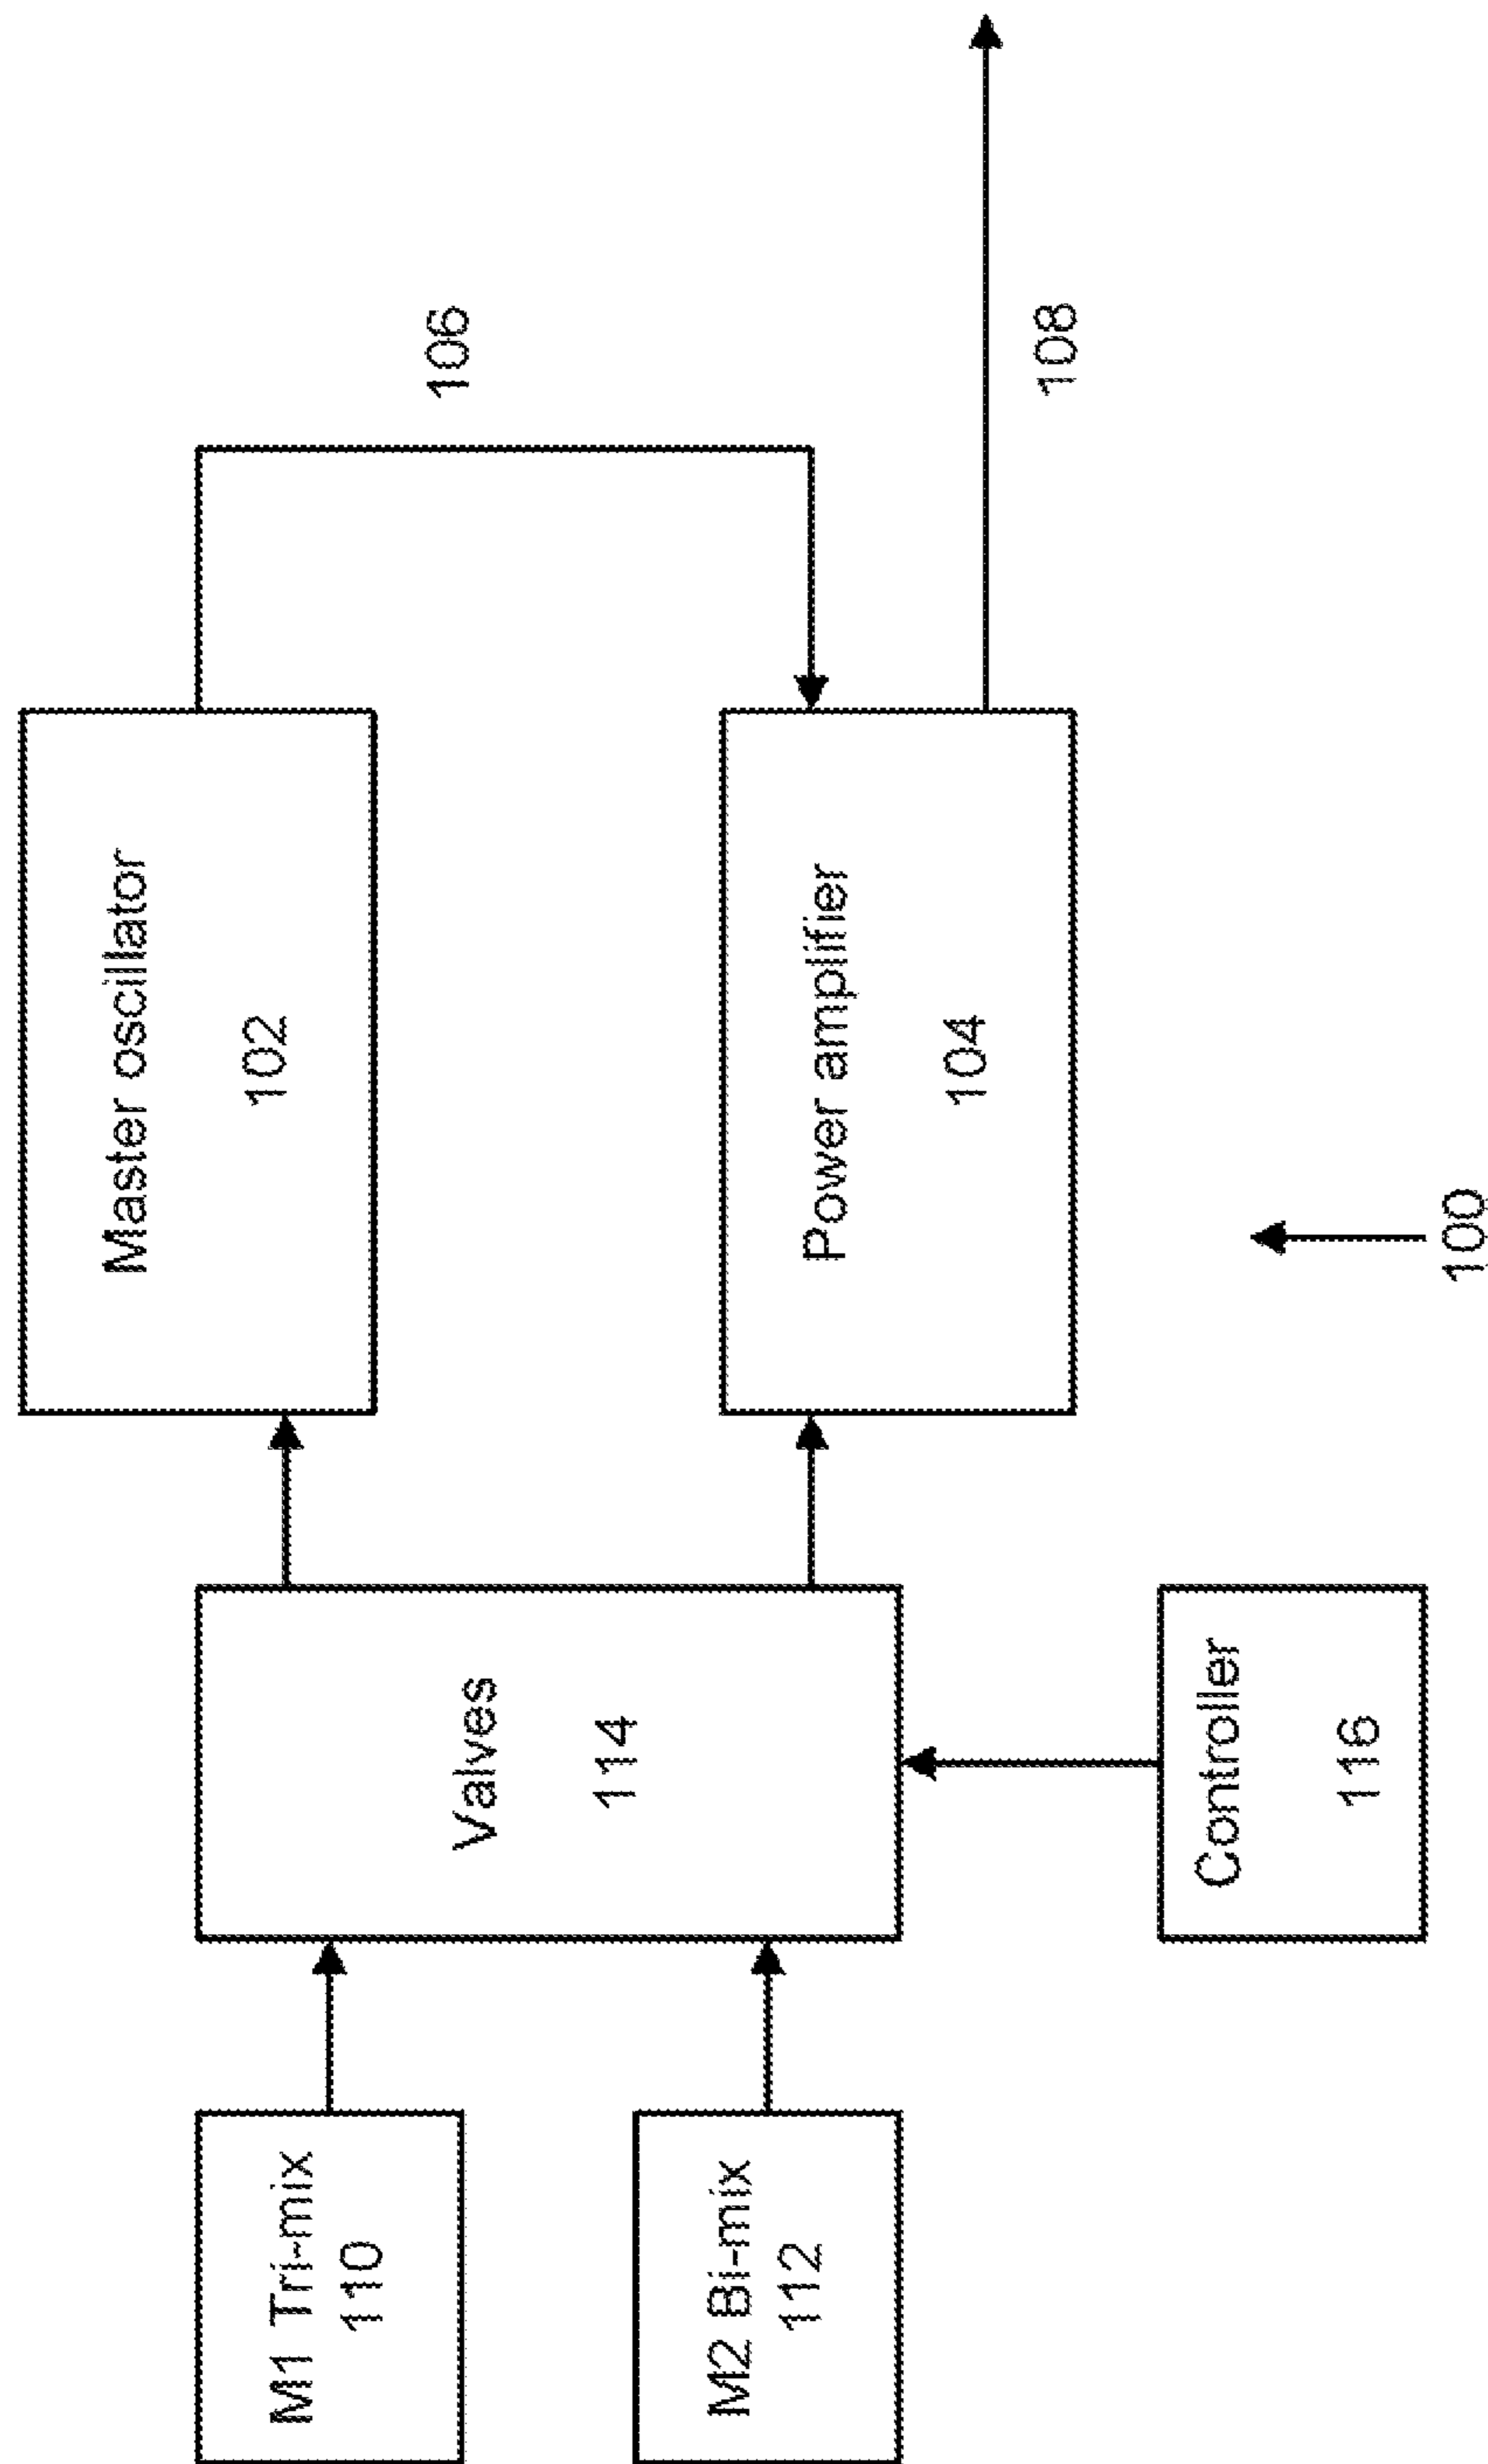 Master oscillator
102
106
M1 Tri-mix
110
Valves
114
M2 Bi-mix
112
Power amplifier
104
108
Controller
116
100